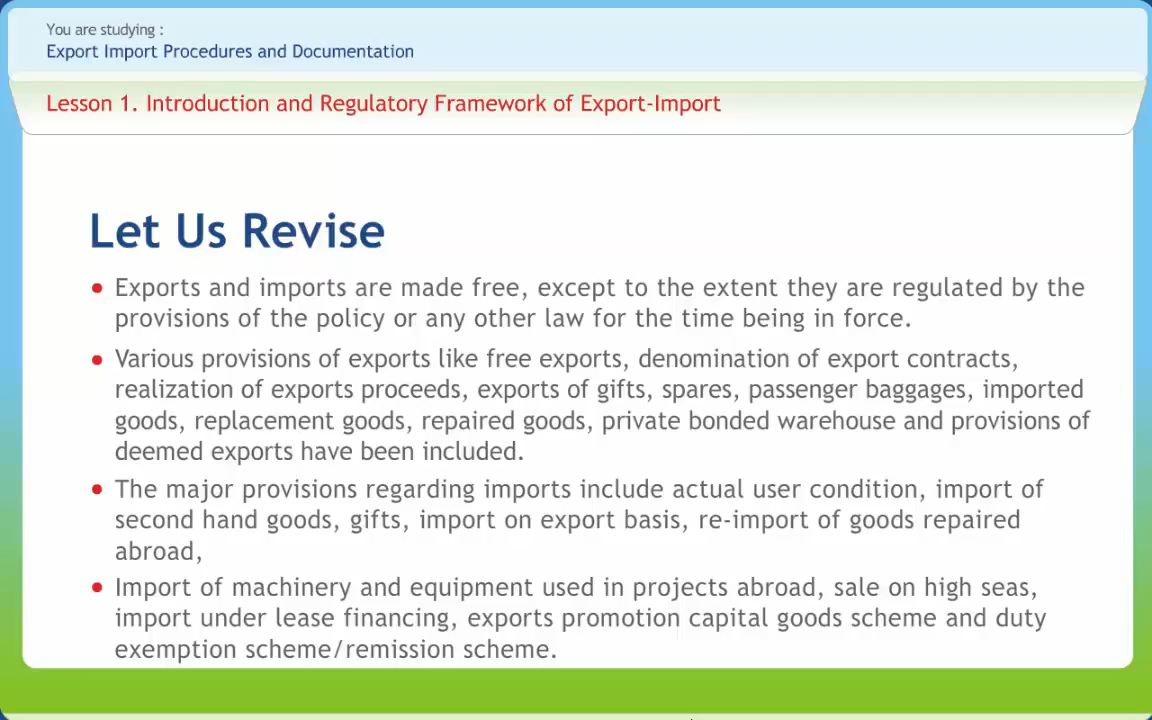 You are studying :
Export Import Procedures and Documentation
Lesson 1. Introduction and Regulatory Framework of Export-Import
Let Us Revise
• Exports and imports are made free, except to the extent they are regulated by the
provisions of the policy or any other law for the time being in force.
• Various provisions of exports like free exports, denomination of export contracts,
realization of exports proceeds, exports of gifts, spares, passenger baggages, imported
goods, replacement goods, repaired goods, private bonded warehouse and provisions of
deemed exports have been included.
• The major provisions regarding imports include actual user condition, import of
second hand goods, gifts, import on export basis, re-import of goods repaired
abroad,
• Import of machinery and equipment used in projects abroad, sale on high seas,
import under lease financing, exports promotion capital goods scheme and duty
exemption scheme/remission scheme.